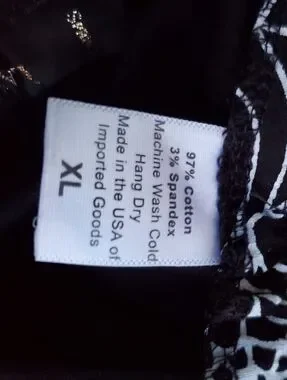 97% Cotton
3% Spandex
Machine Wash Cold
Hang Dry
Made in the USA of
Imported Goods
XL